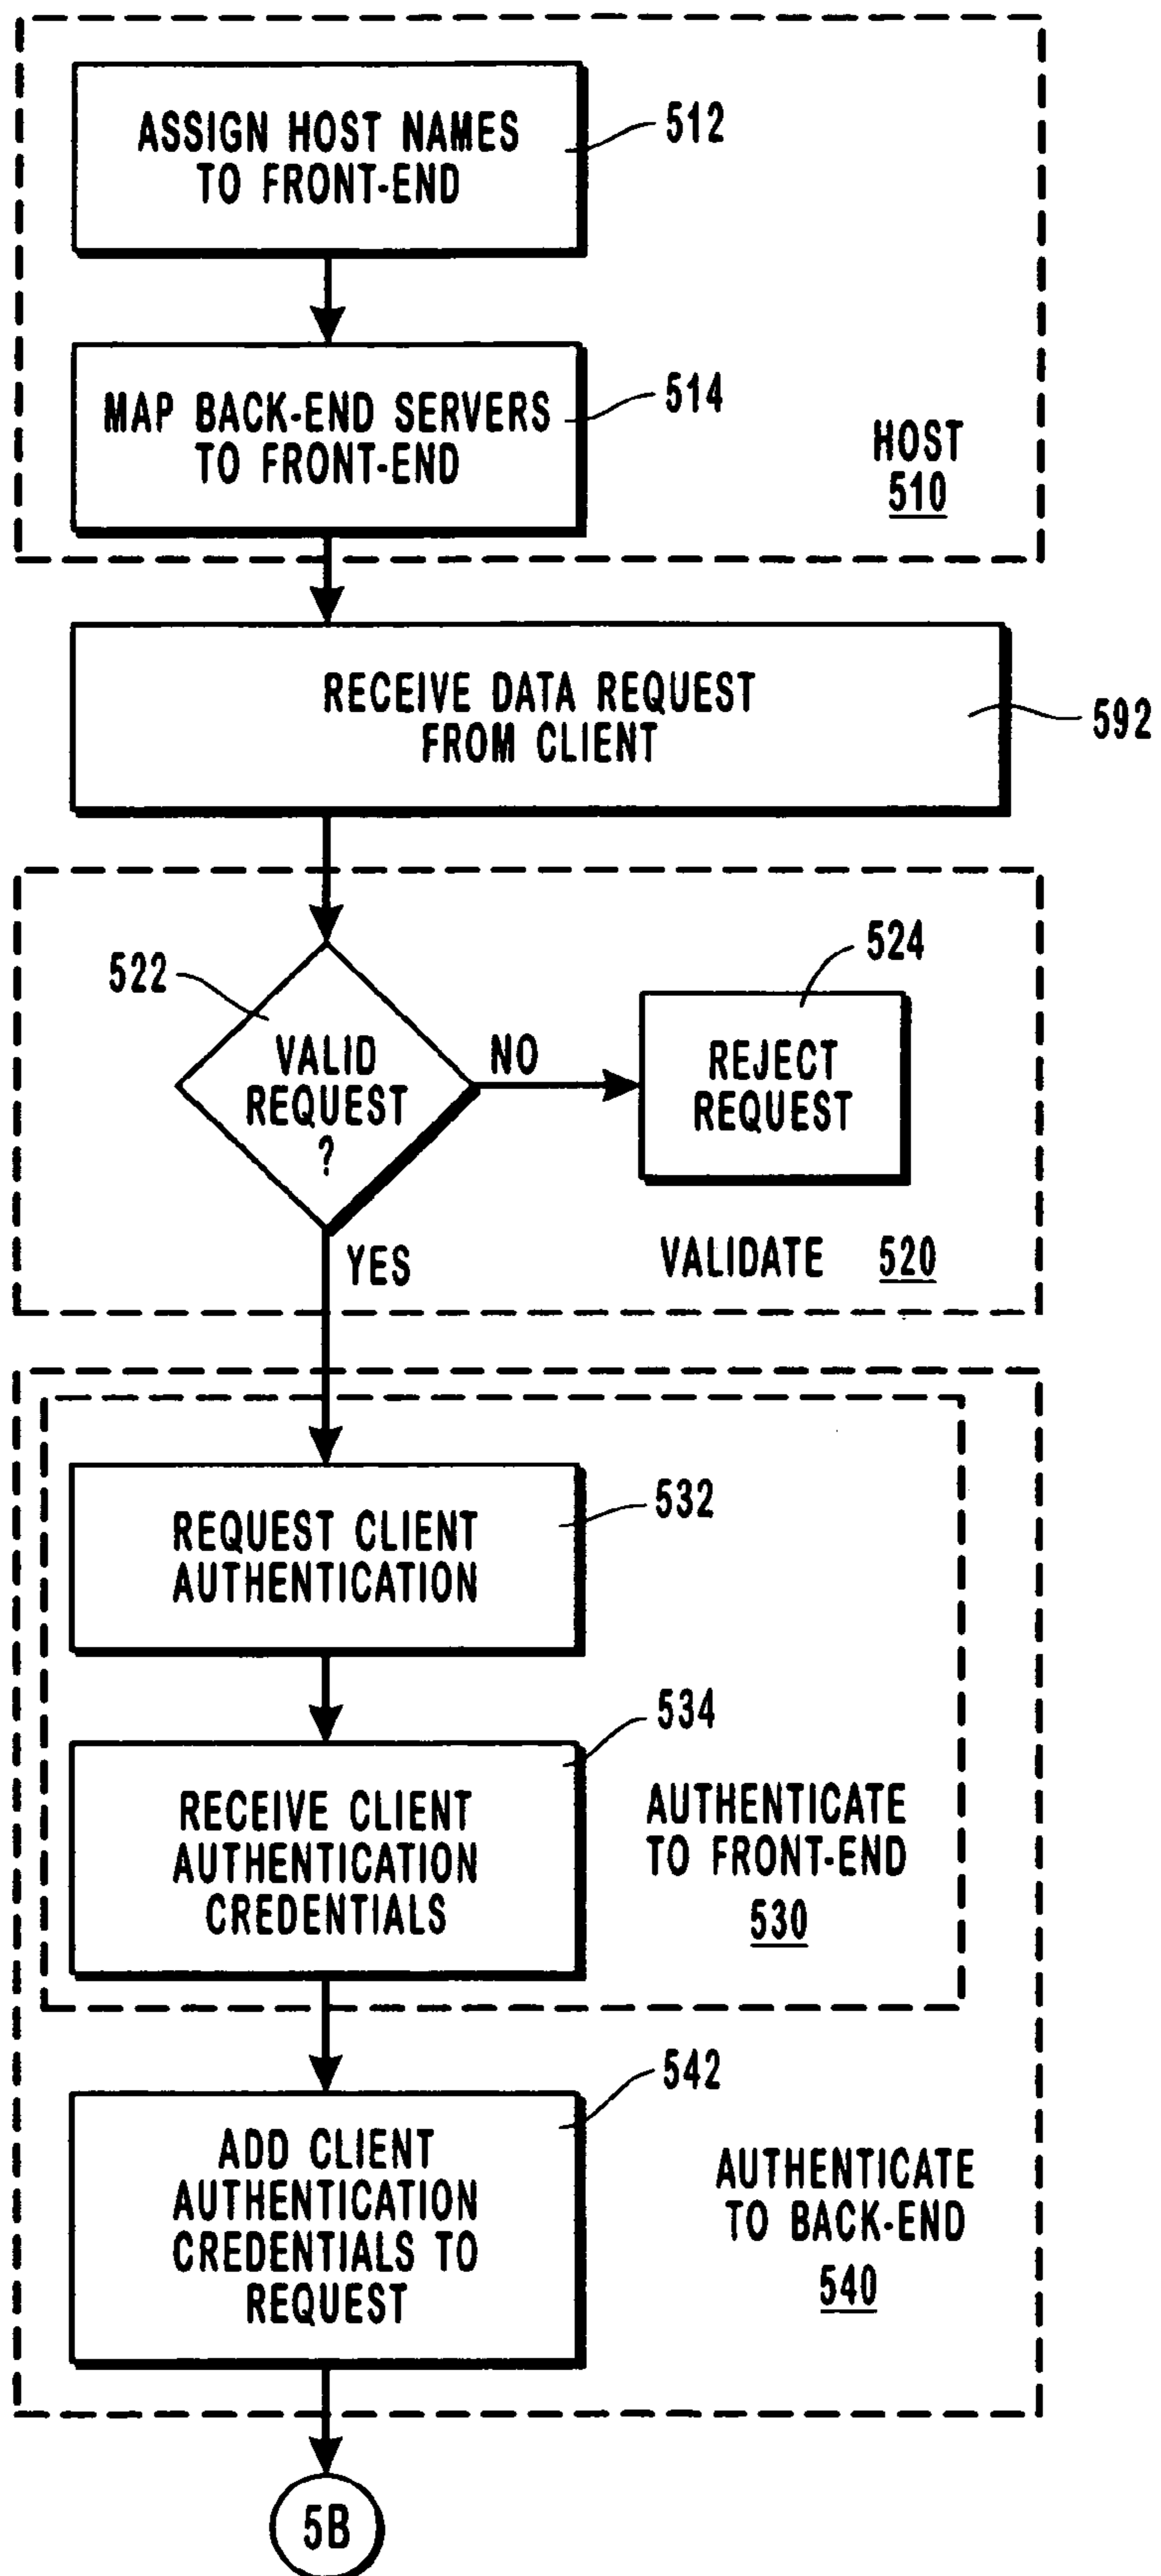 ASSIGN HOST NAMES
TO FRONT-END
512
MAP BACK-END SERVERS
TO FRONT-END
514
HOST
510
RECEIVE DATA REQUEST
FROM CLIENT
592
522
VALID
REQUEST
?
NO
524
REJECT
REQUEST
YES
VALIDATE 520
REQUEST CLIENT
AUTHENTICATION
532
534
RECEIVE CLIENT
AUTHENTICATION
CREDENTIALS
AUTHENTICATE
TO FRONT-END
530
542
ADD CLIENT
AUTHENTICATION
CREDENTIALS TO
REQUEST
AUTHENTICATE
TO BACK-END
540
5B